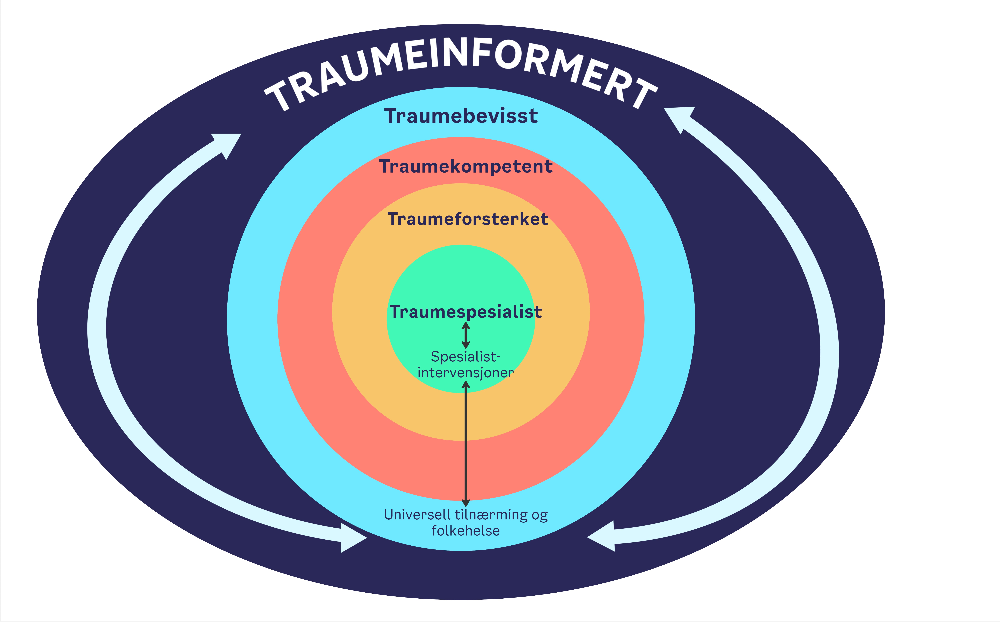 TRAUMEINFORMERT
Traumebevisst
Traumekompetent
Traumeforsterket
Traumespesialist
Spesialist-
intervensjoner
Universell tilnærming og
folkehelse